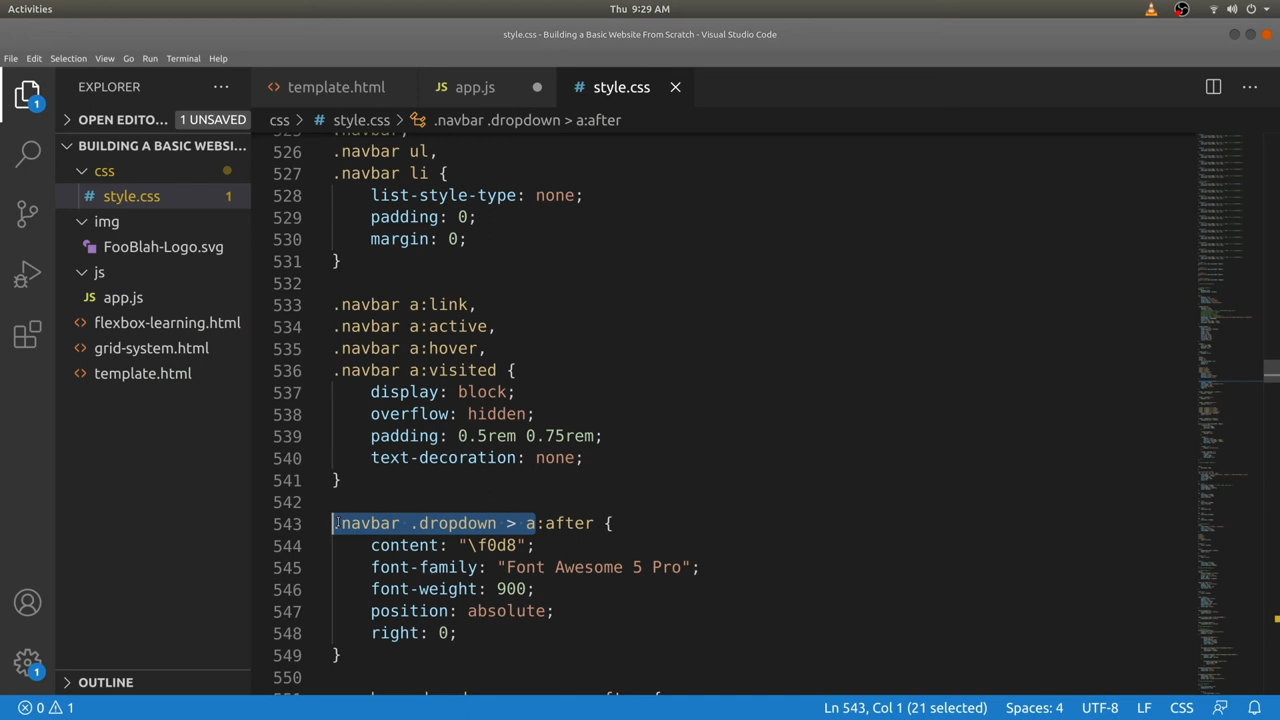 Activities
Thu 9:29 AM
style.css - Building a Basic Website From Scratch - Visual Studio Code
File Edit Selection View Go Run Terminal Help
EXPLORER
template.html
JS app.js
# style.css
OPEN EDITO... 1 UNSAVED
css > # style.css > .navbar .dropdown > a:after
BUILDING A BASIC WEBSI...
css
# style.css 1
img
FooBlah-Logo.svg
js
JS app.js
flexbox-learning.html
grid-system.html
template.html
OUTLINE
.navbar,
526 .navbar ul,
527 .navbar li {
528 list-style-type: none;
529 padding: 0;
530 margin: 0;
531 }
532
533 .navbar a:link,
534 .navbar a:active,
535 .navbar a:hover,
536 .navbar a:visited {
537 display: block;
538 overflow: hidden;
539 padding: 0.5rem 0.75rem;
540 text-decoration: none;
541 }
542
543 .navbar .dropdown > a:after {
544 content: "\f0d7";
545 font-family: "Font Awesome 5 Pro";
546 font-weight: 900;
547 position: absolute;
548 right: 0;
549 }
550
0 1
Ln 543, Col 1 (21 selected)
Spaces: 4
UTF-8
LF
CSS